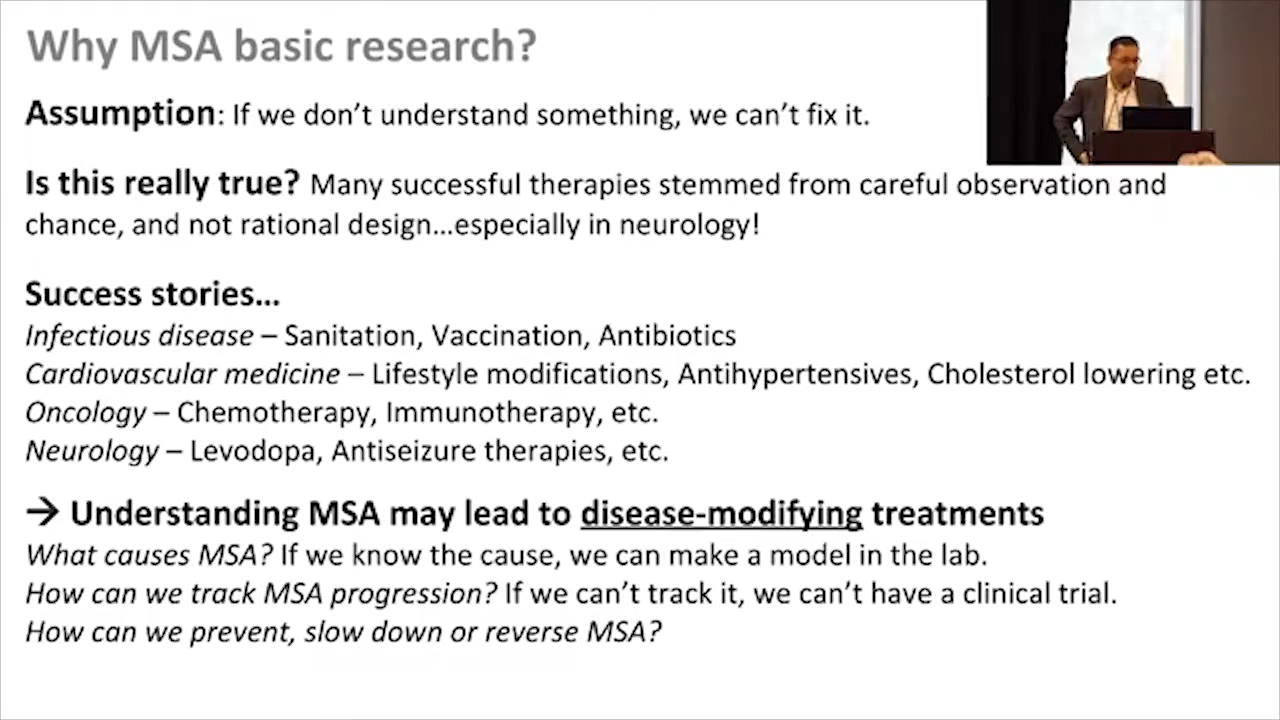 Why MSA basic research?
Assumption: If we don’t understand something, we can’t fix it.
Is this really true? Many successful therapies stemmed from careful observation and
chance, and not rational design…especially in neurology!
Success stories…
Infectious disease – Sanitation, Vaccination, Antibiotics
Cardiovascular medicine – Lifestyle modifications, Antihypertensives, Cholesterol lowering etc.
Oncology – Chemotherapy, Immunotherapy, etc.
Neurology – Levodopa, Antiseizure therapies, etc.
→ Understanding MSA may lead to disease-modifying treatments
What causes MSA? If we know the cause, we can make a model in the lab.
How can we track MSA progression? If we can’t track it, we can’t have a clinical trial.
How can we prevent, slow down or reverse MSA?